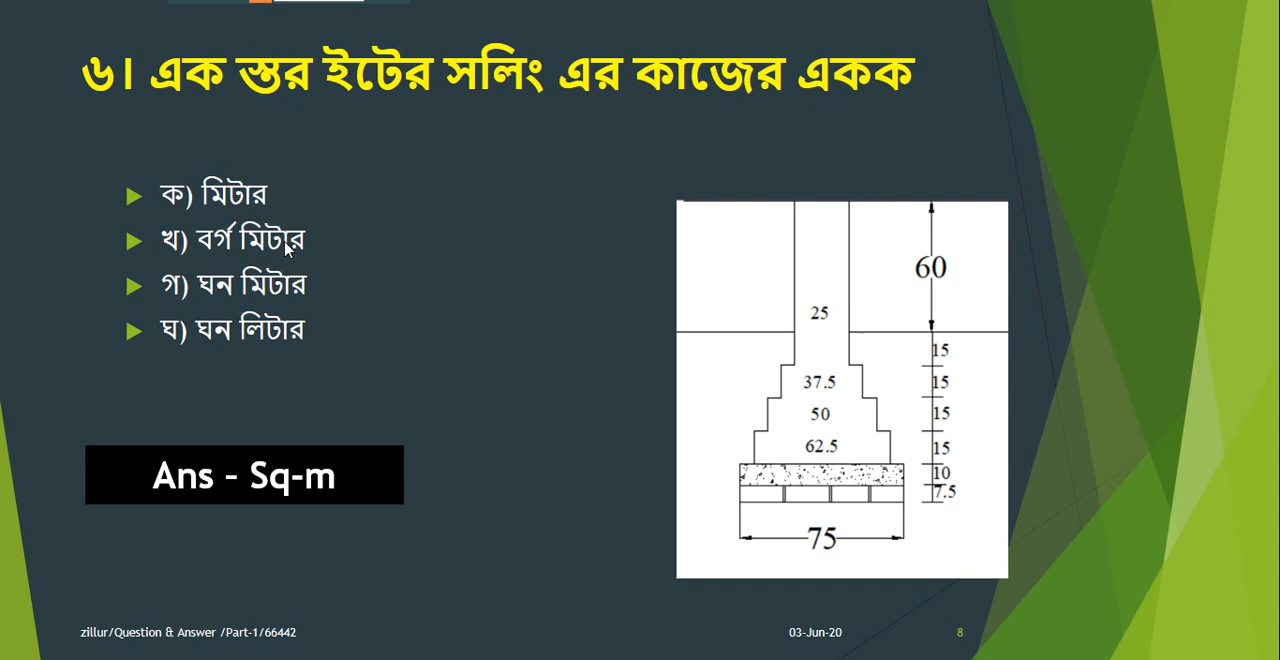 ৬। এক স্তর ইটের সলিং এর কাজের একক
ক) মিটার
খ) বর্গ মিটার
গ) ঘন মিটার
ঘ) ঘন লিটার
Ans – Sq-m
60
25
15
37.5
15
50
15
62.5
15
10
7.5
75
zillur/Question & Answer /Part-1/66442
03-Jun-20
8